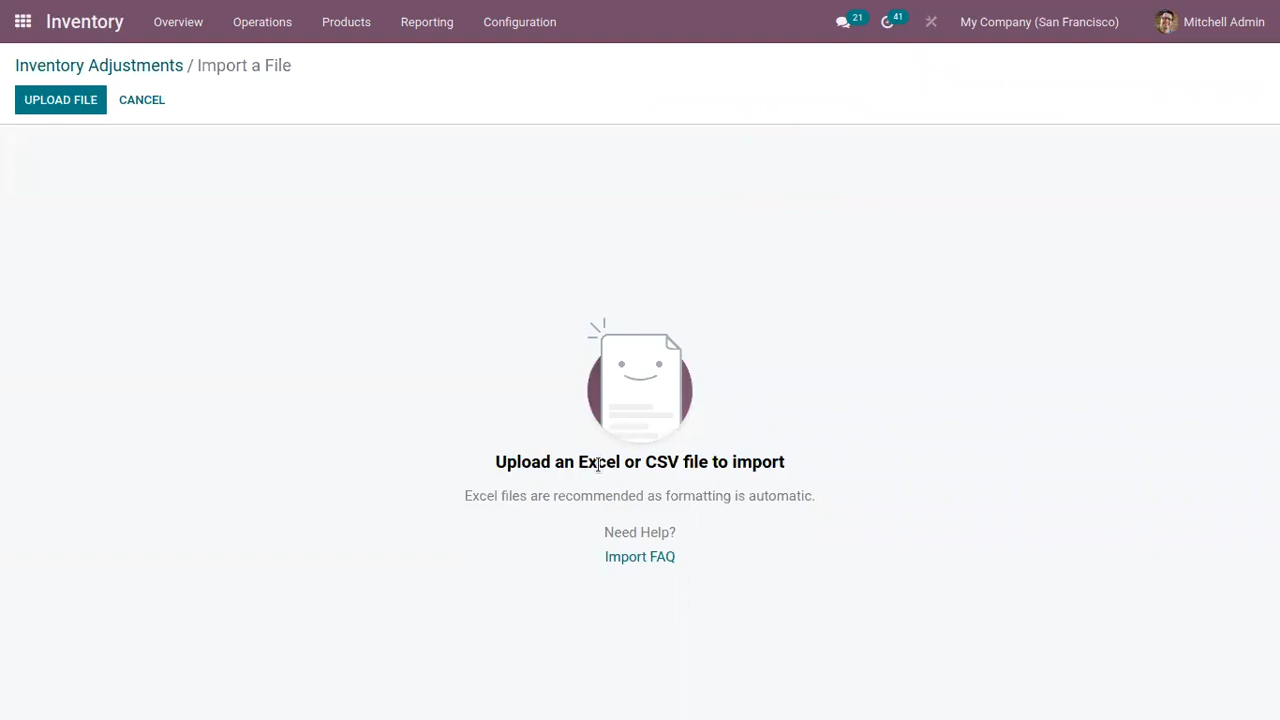 Inventory Overview Operations Products Reporting Configuration 21 41 My Company (San Francisco) Mitchell Admin
Inventory Adjustments / Import a File
UPLOAD FILE CANCEL
Upload an Excel or CSV file to import
Excel files are recommended as formatting is automatic.
Need Help?
Import FAQ